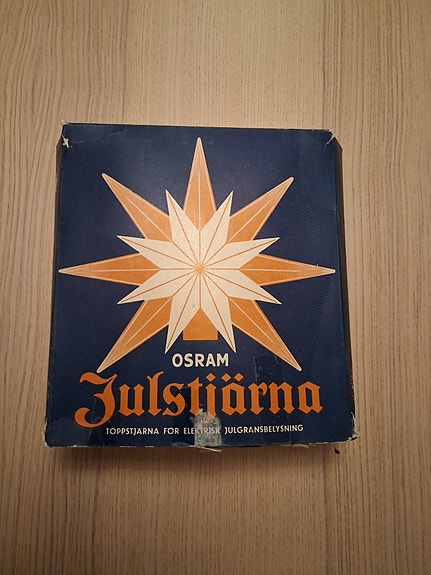 OSRAM
Julstjärna
TOPPSTJÄRNA FÖR ELEKTRISK JULGRANSBELYSNING